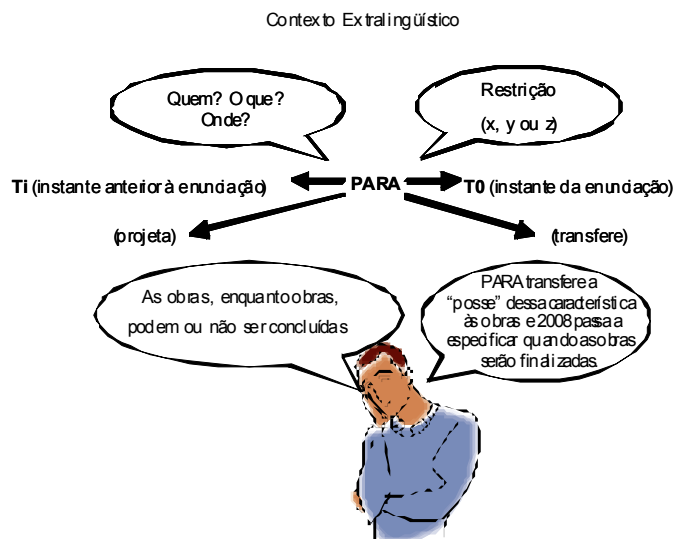 Contexto Extralingüístico
Quem? O que?
Onde?
Restrição
(x, y ou z)
Ti (instante anterior à enunciação)
PARA
T0 (instante da enunciação)
(projeta)
(transfere)
As obras, enquanto obras,
podem ou não ser concluídas
PARA transfere a
“posse” dessa característica
às obras e 2008 passa a
especificar quando as obras
serão finalizadas.